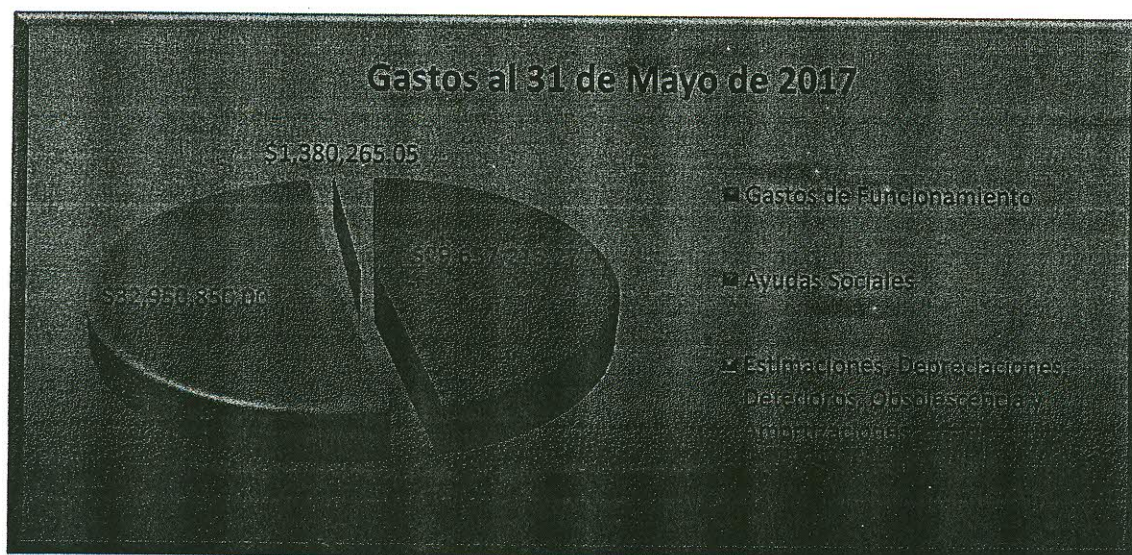 Gastos al 31 de Mayo de 2017
$1,380,265.05
$32,950,850.00
Gastos de Funcionamiento
Ayudas Sociales
Estimaciones, Depreciaciones,
Deterioros, Obsolescencia y
Amortizaciones